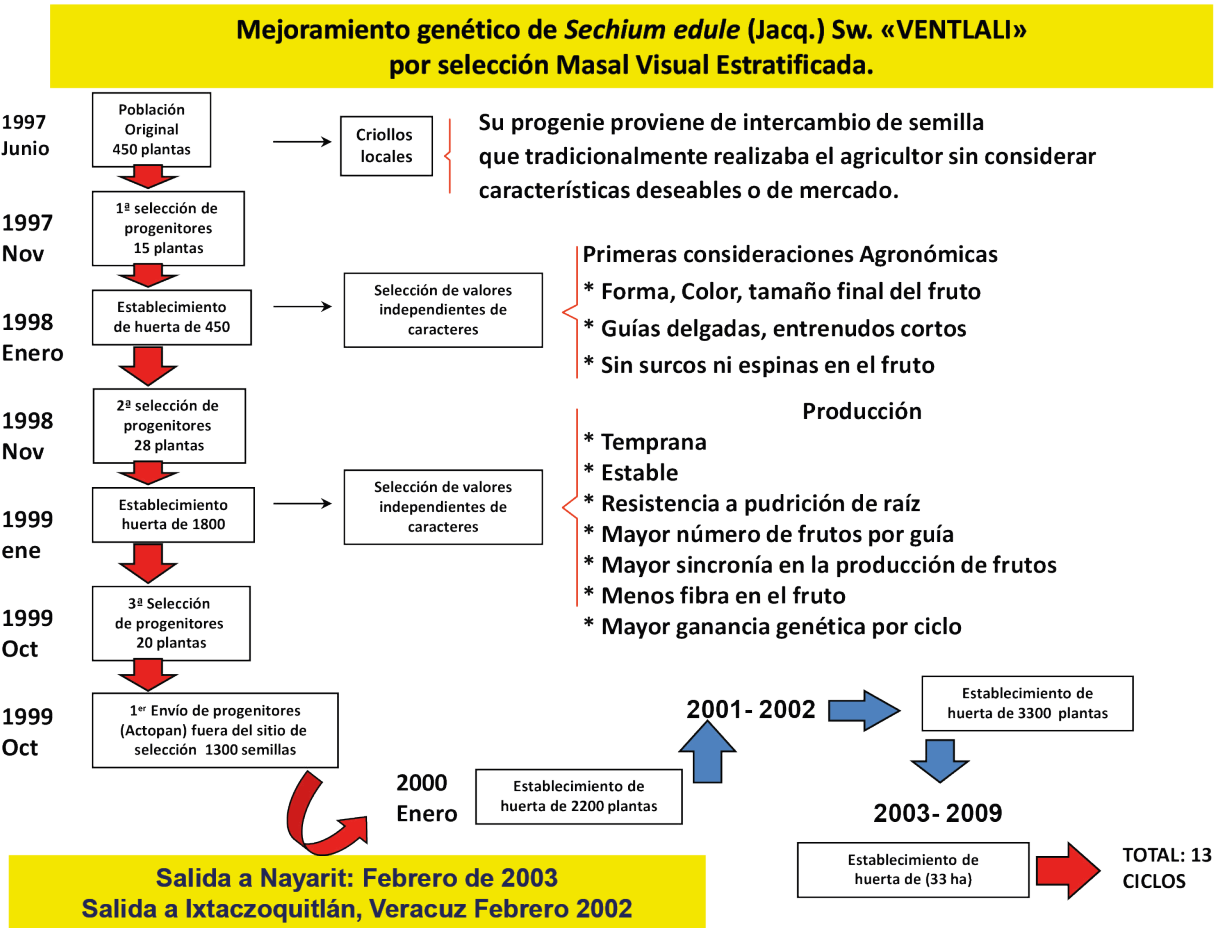 Mejoramiento genético de Sechium edule (Jacq.) Sw. «VENTLALI»
por selección Masal Visual Estratificada.
1997
Junio
Población
Original
450 plantas
Criollos
locales
Su progenie proviene de intercambio de semilla
que tradicionalmente realizaba el agricultor sin considerar
características deseables o de mercado.
1997
Nov
1ª selección de
progenitores
15 plantas
1998
Enero
Establecimiento
de huerta de 450
Selección de valores
independientes de
caracteres
Primeras consideraciones Agronómicas
* Forma, Color, tamaño final del fruto
* Guías delgadas, entrenudos cortos
* Sin surcos ni espinas en el fruto
1998
Nov
2ª selección de
progenitores
28 plantas
1999
ene
Establecimiento
huerta de 1800
Selección de valores
independientes de
caracteres
Producción
* Temprana
* Estable
* Resistencia a pudrición de raíz
* Mayor número de frutos por guía
* Mayor sincronía en la producción de frutos
* Menos fibra en el fruto
* Mayor ganancia genética por ciclo
1999
Oct
3ª Selección
de progenitores
20 plantas
1999
Oct
1er Envío de progenitores
(Actopan) fuera del sitio de
selección 1300 semillas
2000
Enero
Establecimiento de
huerta de 2200 plantas
2001- 2002
Establecimiento de
huerta de 3300 plantas
2003- 2009
Establecimiento de
huerta de (33 ha)
TOTAL: 13
CICLOS
Salida a Nayarit: Febrero de 2003
Salida a Ixtaczoquitlán, Veracuz Febrero 2002